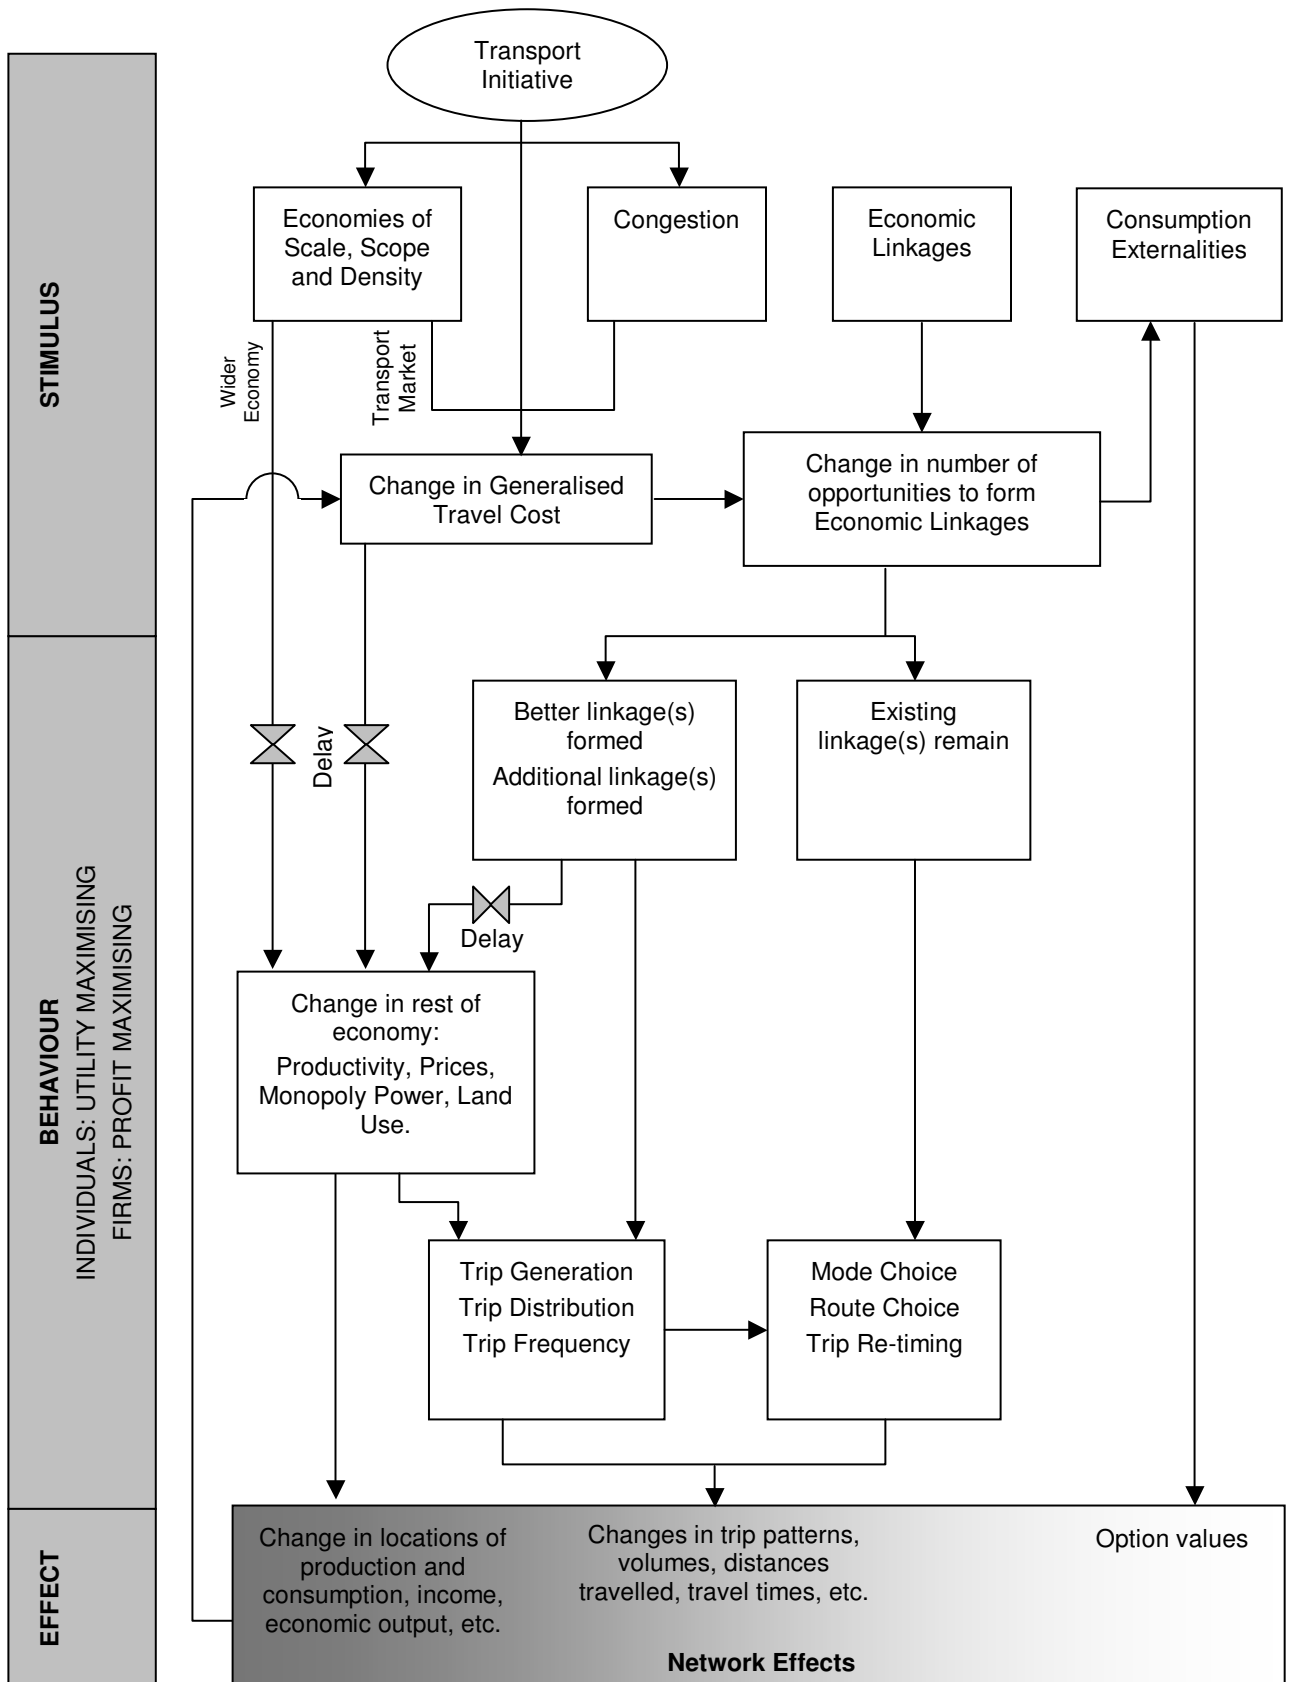 Transport
Initiative
STIMULUS
Economies of
Scale, Scope
and Density
Congestion
Economic
Linkages
Consumption
Externalities
Wider
Economy
Transport
Market
Change in Generalised
Travel Cost
Change in number of
opportunities to form
Economic Linkages
BEHAVIOUR
INDIVIDUALS: UTILITY MAXIMISING
FIRMS: PROFIT MAXIMISING
Delay
Better linkage(s)
formed
Additional linkage(s)
formed
Existing
linkage(s) remain
Delay
Change in rest of
economy:
Productivity, Prices,
Monopoly Power, Land
Use.
Trip Generation
Trip Distribution
Trip Frequency
Mode Choice
Route Choice
Trip Re-timing
EFFECT
Change in locations of
production and
consumption, income,
economic output, etc.
Changes in trip patterns,
volumes, distances
travelled, travel times, etc.
Option values
Network Effects